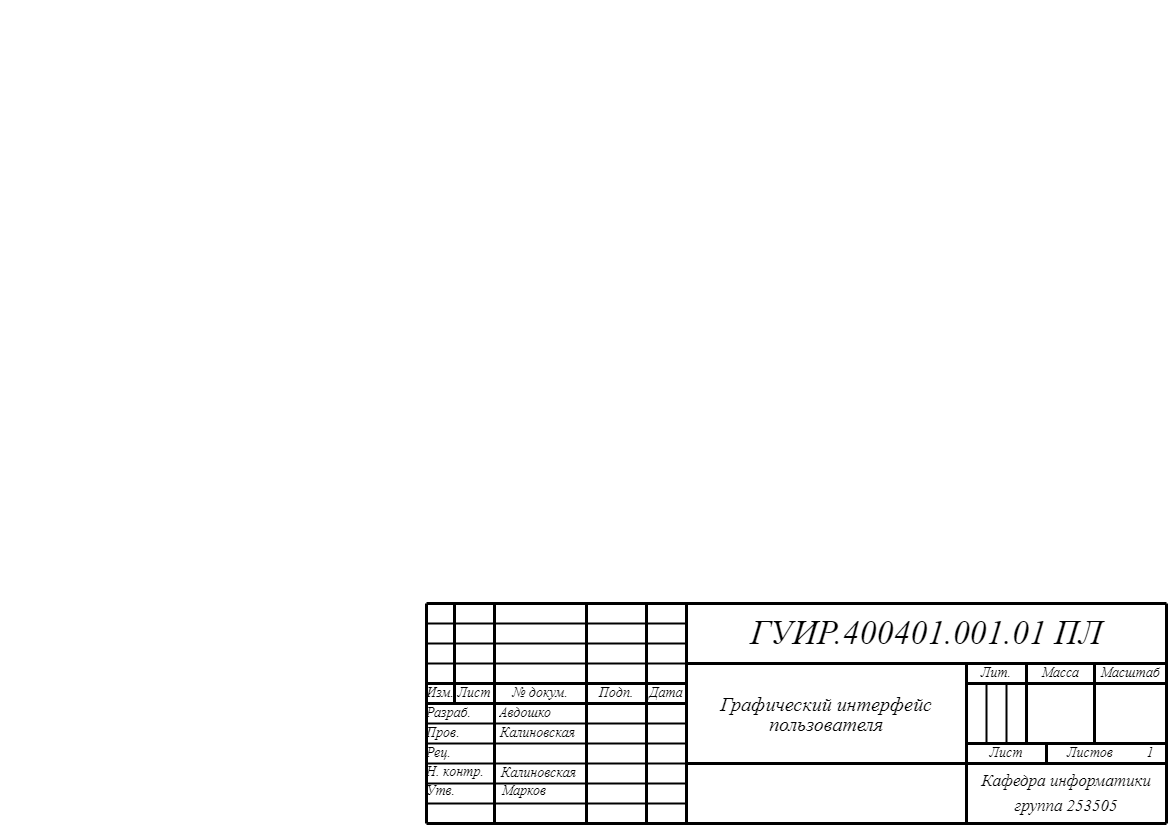 ГУИР.400401.001.01 ПЛ
Лит. Масса Масштаб
Изм. Лист № докум. Подп. Дата
Графический интерфейс
пользователя
Разраб. Авдошко
Пров. Калиновская
Рец.
Лист Листов 1
Н. контр. Калиновская
Утв. Марков
Кафедра информатики
группа 253505